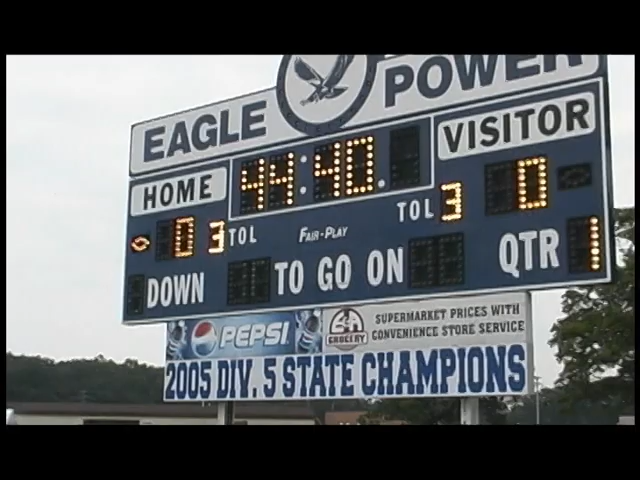 EAGLE POWER
HOME 44:40. VISITOR
0 3 TOL FAIR-PLAY TOL 3 0
DOWN TO GO ON QTR 1
PEPSI
GROCERY
SUPERMARKET PRICES WITH
CONVENIENCE STORE SERVICE
2005 DIV. 5 STATE CHAMPIONS